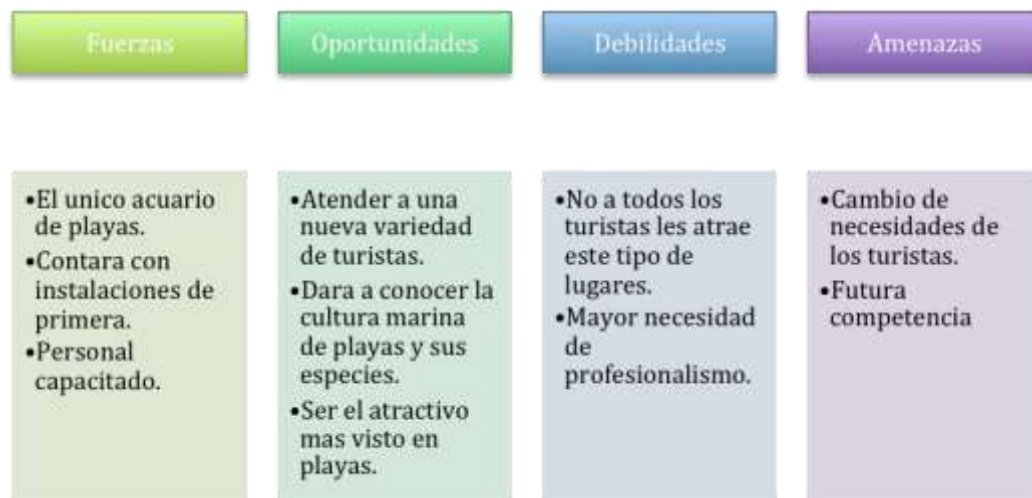 Fuerzas
Oportunidades
Debilidades
Amenazas
•El unico acuario
de playas.
•Contara con
instalaciones de
primera.
•Personal
capacitado.
•Atender a una
nueva variedad
de turistas.
•Dara a conocer la
cultura marina
de playas y sus
especies.
•Ser el atractivo
mas visto en
playas.
•No a todos los
turistas les atrae
este tipo de
lugares.
•Mayor necesidad
de
profesionalismo.
•Cambio de
necesidades de
los turistas.
•Futura
competencia